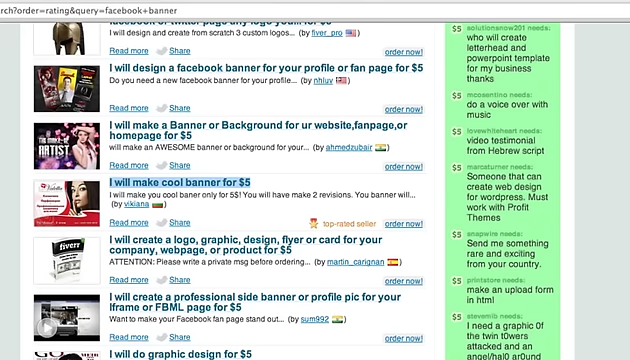 rch?order=rating&query=facebook+banner
facebook or twitter page any logo you want for $5
I will design and create from scratch 3 custom logos... (by fiver_pro)
Read more Share order now!
I will design a facebook banner for your profile or fan page for $5
Do you need a new facebook banner for your profile... (by nhluv)
Read more Share order now!
I will make a Banner or Background for ur website,fanpage,or
homepage for $5
will make an AWESOME banner or background for your... (by ahmedzubair)
Read more Share order now!
I will make cool banner for $5
I will make you cool baner only for 5$! You will have make 2 revisions. You banner will...
(by vikiana)
Read more Share top-rated seller order now!
I will create a logo, graphic, design, flyer or card for your
company, webpage, or product for $5
ATTENTION: Please write a private msg before ordering... (by martin_carignan)
Read more Share order now!
I will create a professional side banner or profile pic for your
Iframe or FBML page for $5
Want to make your Facebook fan page stand out... (by sum992)
Read more Share order now!
I will do graphic design for $5
fiverr
$5 solutionsnow201 needs:
who will create
letterhead and
powerpoint template
for my business
thanks
$5 mcosentino needs:
do a voice over with
music
$5 lovewhiteheart needs:
video testimonial
from Hebrew script
$5 marceturner needs:
Someone that can
create web design
for wordpress. Must
work with Profit
Themes
$5 snapwire needs:
Send me something
rare and exciting
from your country.
$5 printstore needs:
make an upload form
in html
$5 stevemib needs:
I need a graphic 0f
the twin t0wers
attacked and an
angel/hal0 ar0und